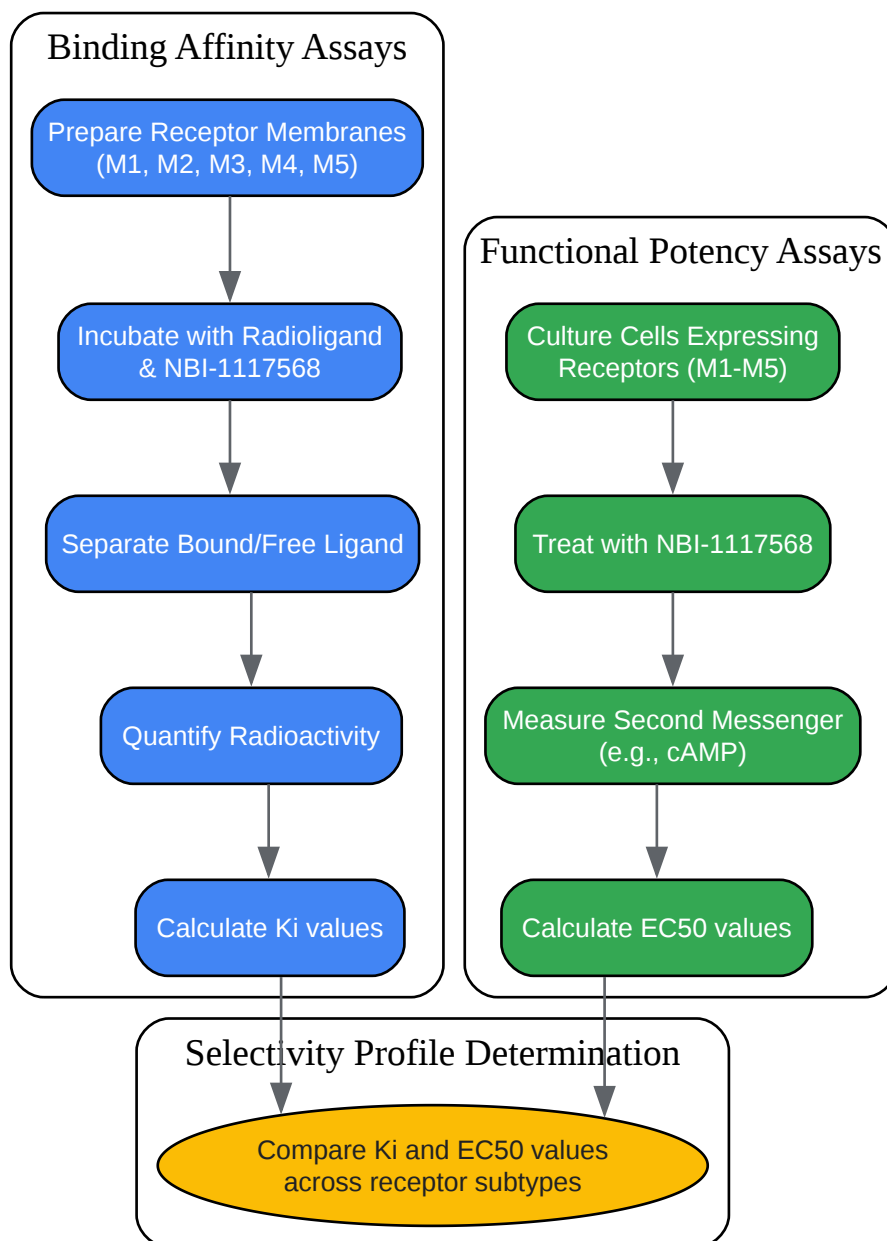 Binding Affinity Assays
Prepare Receptor Membranes
(M1, M2, M3, M4, M5)
Incubate with Radioligand
& NBI-1117568
Separate Bound/Free Ligand
Quantify Radioactivity
Calculate Ki values
Functional Potency Assays
Culture Cells Expressing
Receptors (M1-M5)
Treat with NBI-1117568
Measure Second Messenger
(e.g., cAMP)
Calculate EC50 values
Selectivity Profile Determination
Compare Ki and EC50 values
across receptor subtypes